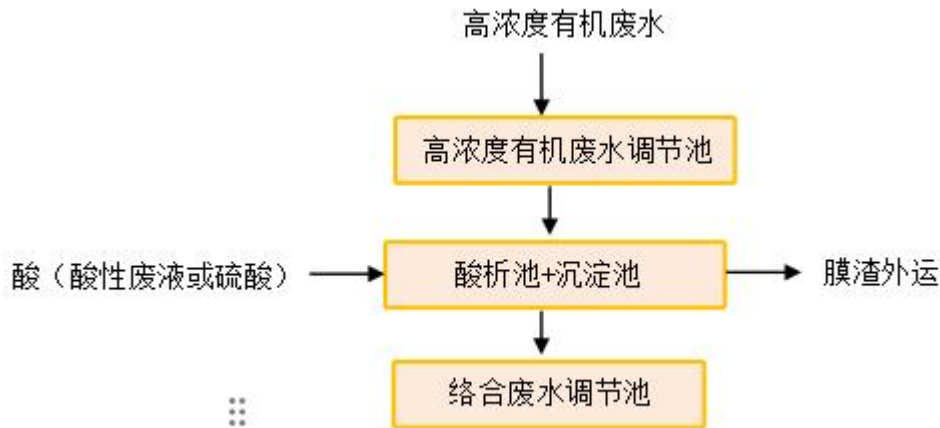 高浓度有机废水
高浓度有机废水调节池
酸（酸性废液或硫酸）
酸析池+沉淀池
膜渣外运
络合废水调节池